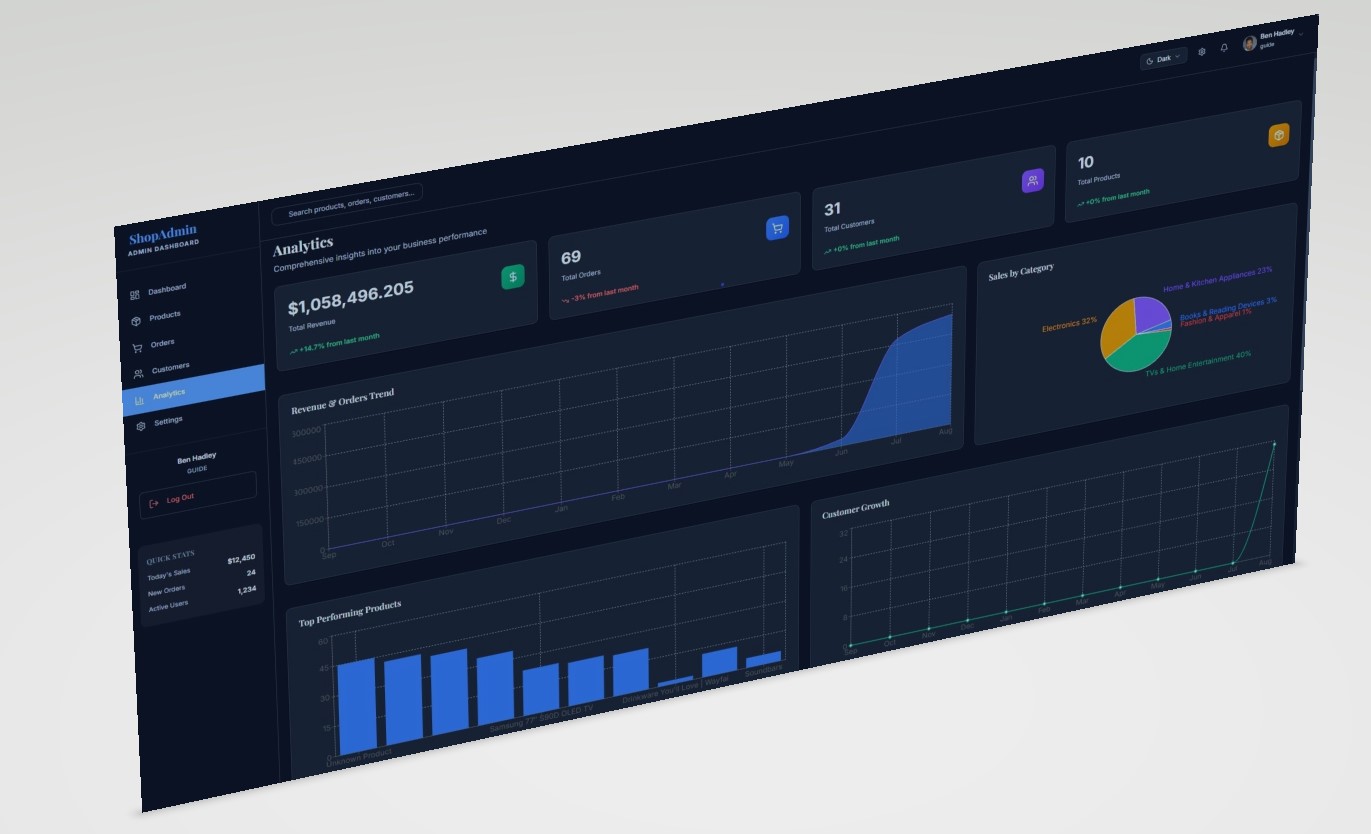 ShopAdmin
ADMIN DASHBOARD
Dashboard
Products
Orders
Customers
Analytics
Settings
Ben Hadley
GUIDE
Log Out
QUICK STATS
Today's Sales $12,450
New Orders 24
Active Users 1,234
Search products, orders, customers...
Dark
Ben Hadley
guide
Analytics
Comprehensive insights into your business performance
$1,058,496.205
Total Revenue
+14.7% from last month
69
Total Orders
-3% from last month
31
Total Customers
+0% from last month
10
Total Products
+0% from last month
Revenue & Orders Trend
150000
0
Sep Oct Nov Dec Jan Feb Mar Apr May Jun Jul Aug
Sales by Category
Home & Kitchen Appliances 23%
Books & Reading Devices 3%
Fashion & Apparel 1%
Electronics 32%
TVs & Home Entertainment 40%
Top Performing Products
60
45
30
15
0
Unknown Product
Samsung 77" S90D OLED TV
Drinkware You'll Love | Wayfair
Soundbars
Customer Growth
32
24
16
8
0
Sep Oct Nov Dec Jan Feb Mar Apr May Jun Jul Aug